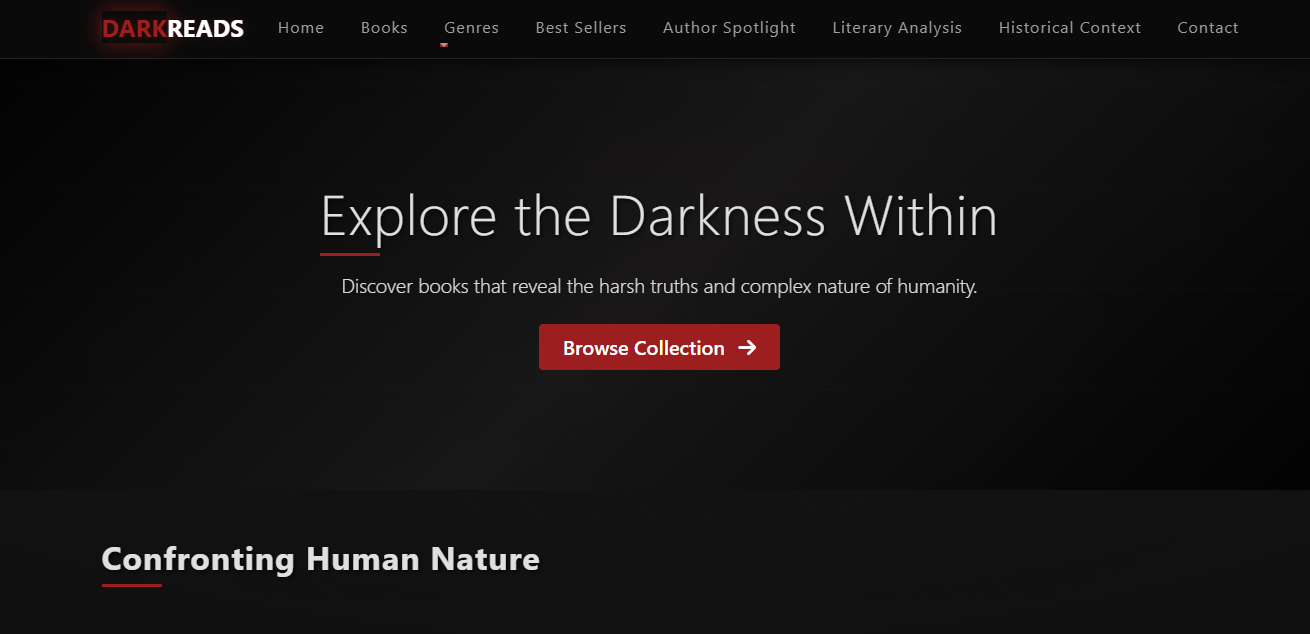 DARKREADS Home Books Genres Best Sellers Author Spotlight Literary Analysis Historical Context Contact
Explore the Darkness Within
Discover books that reveal the harsh truths and complex nature of humanity.
Browse Collection
Confronting Human Nature